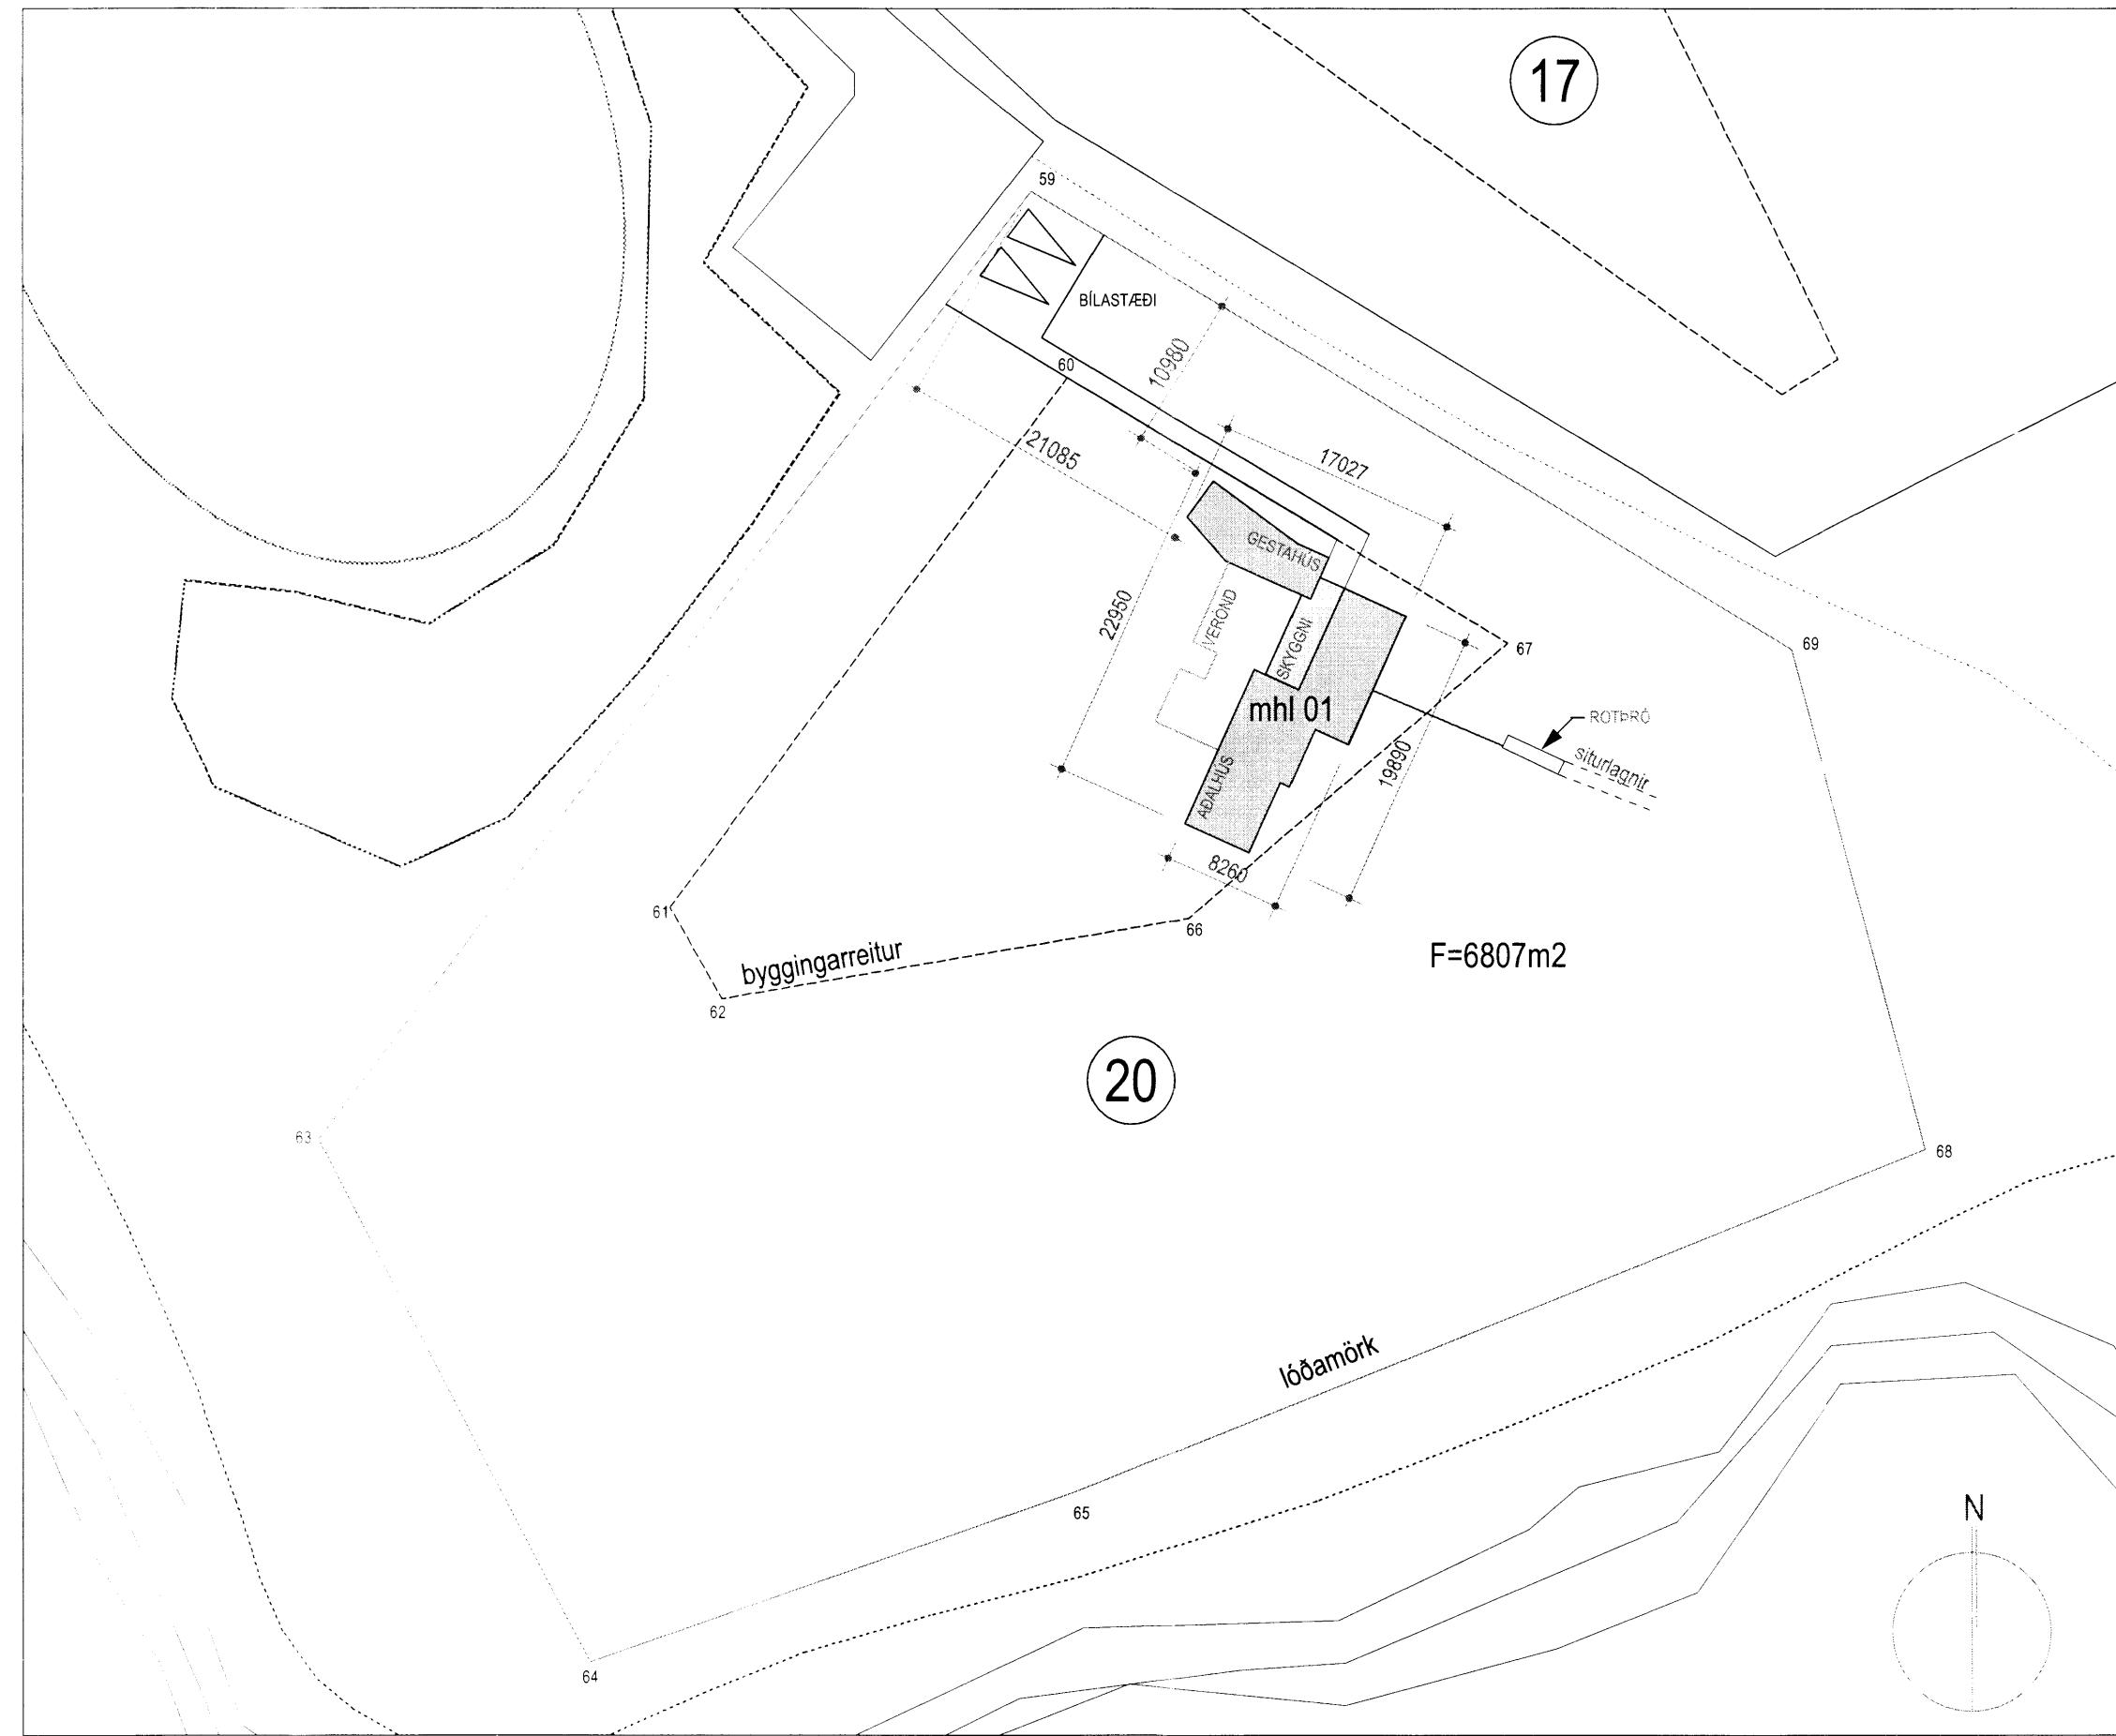 17
59
BÍLASTÆÐI
60
10980
21085
17027
GESTAHÚS
22950
VERÖND
SKYGGNI
67
69
mhl 01
ROTÞRÓ
siturlagnir
19890
AÐALHÚS
8260
61
66
byggingarreitur
F=6807m2
62
20
63
68
lóðamörk
65
N
64